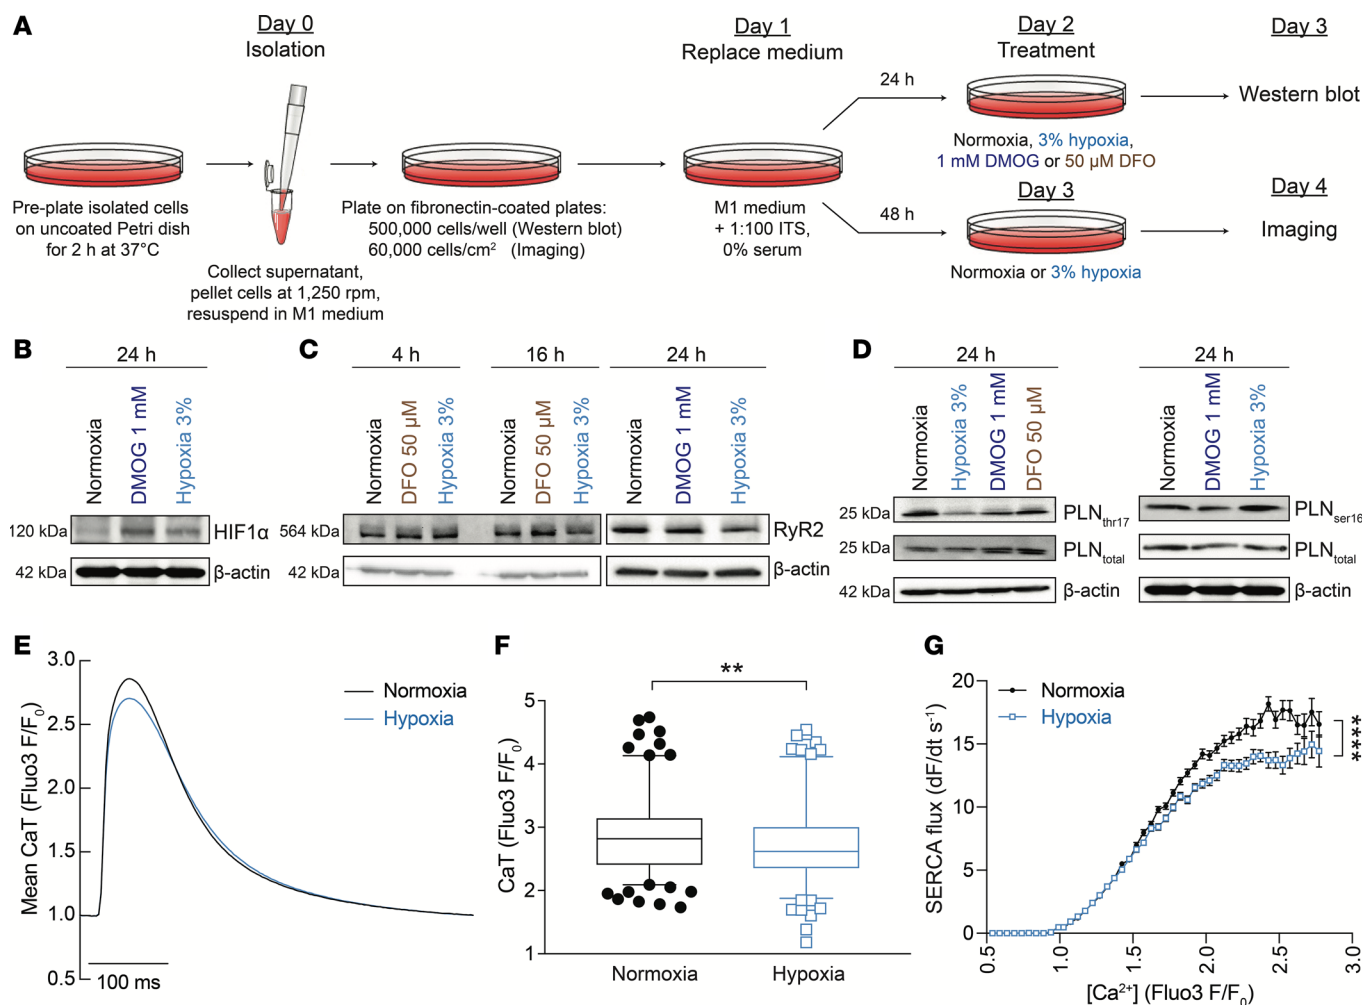 A
Day 0
Isolation
Day 1
Replace medium
Day 2
Treatment
Day 3
24 h
Western blot
Pre-plate isolated cells
on uncoated Petri dish
for 2 h at 37°C
Collect supernatant,
pellet cells at 1,250 rpm,
resuspend in M1 medium
Plate on fibronectin-coated plates:
500,000 cells/well (Western blot)
60,000 cells/cm² (Imaging)
M1 medium
+ 1:100 ITS,
0% serum
Normoxia, 3% hypoxia,
1 mM DMOG or 50 µM DFO
48 h
Day 3
Day 4
Imaging
Normoxia or 3% hypoxia
B
24 h
Normoxia
DMOG 1 mM
Hypoxia 3%
120 kDa
HIF1α
42 kDa
β-actin
C
4 h
16 h
24 h
Normoxia
DFO 50 µM
Hypoxia 3%
Normoxia
DFO 50 µM
Hypoxia 3%
Normoxia
DMOG 1 mM
Hypoxia 3%
564 kDa
RyR2
42 kDa
β-actin
D
24 h
24 h
Normoxia
Hypoxia 3%
DMOG 1 mM
DFO 50 µM
Normoxia
DMOG 1 mM
Hypoxia 3%
25 kDa
PLNthr17
PLNser16
25 kDa
PLNtotal
PLNtotal
42 kDa
β-actin
β-actin
E
Mean CaT (Fluo3 F/F₀)
3.0
2.5
2.0
1.5
1.0
0.5
Normoxia
Hypoxia
100 ms
F
**
CaT (Fluo3 F/F₀)
5
4
3
2
1
Normoxia
Hypoxia
G
SERCA flux (dF/dt s⁻¹)
20
15
10
5
0
Normoxia
Hypoxia
****
0.5
1.0
1.5
2.0
2.5
3.0
[Ca²⁺] (Fluo3 F/F₀)